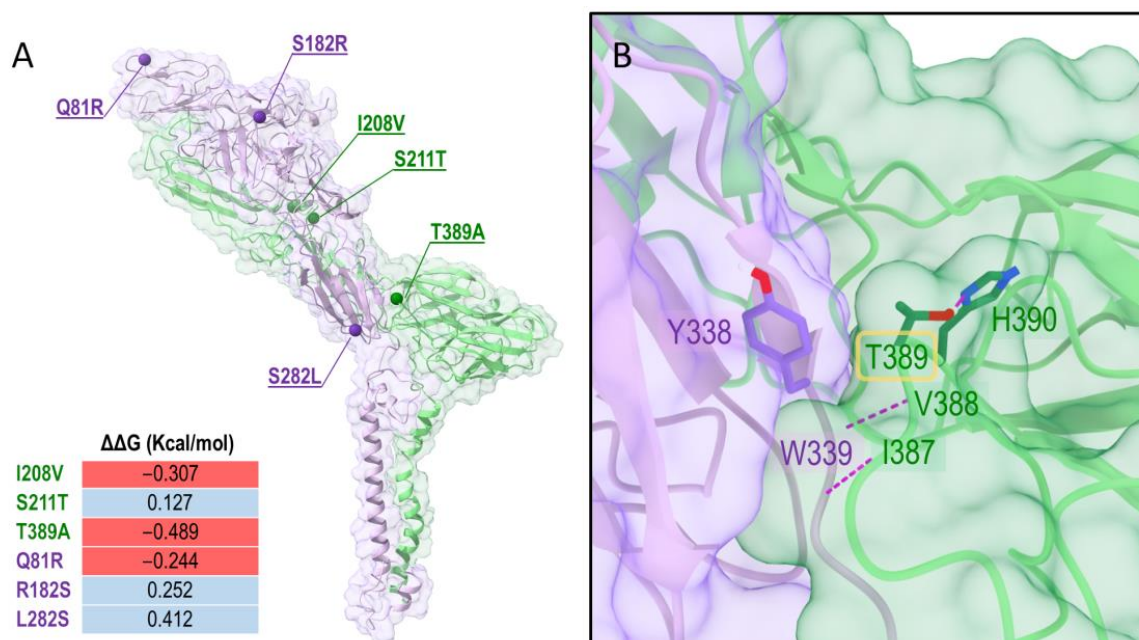 A
S182R
Q81R
I208V
S211T
T389A
S282L
ΔΔG (Kcal/mol)
I208V −0.307
S211T 0.127
T389A −0.489
Q81R −0.244
R182S 0.252
L282S 0.412
B
Y338
H390
T389
V388
W339 I387